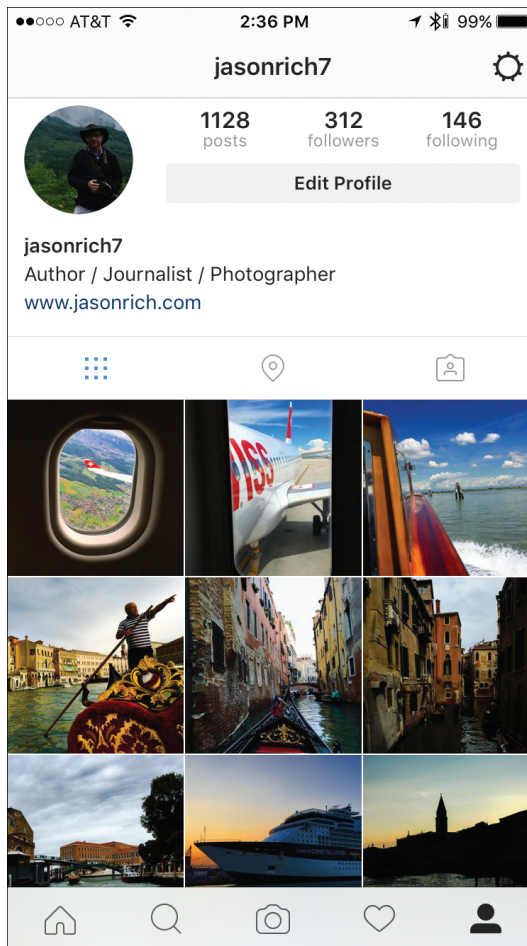 AT&T 2:36 PM 99%
jasonrich7
1128 312 146
posts followers following
Edit Profile
jasonrich7
Author / Journalist / Photographer
www.jasonrich.com
ISS